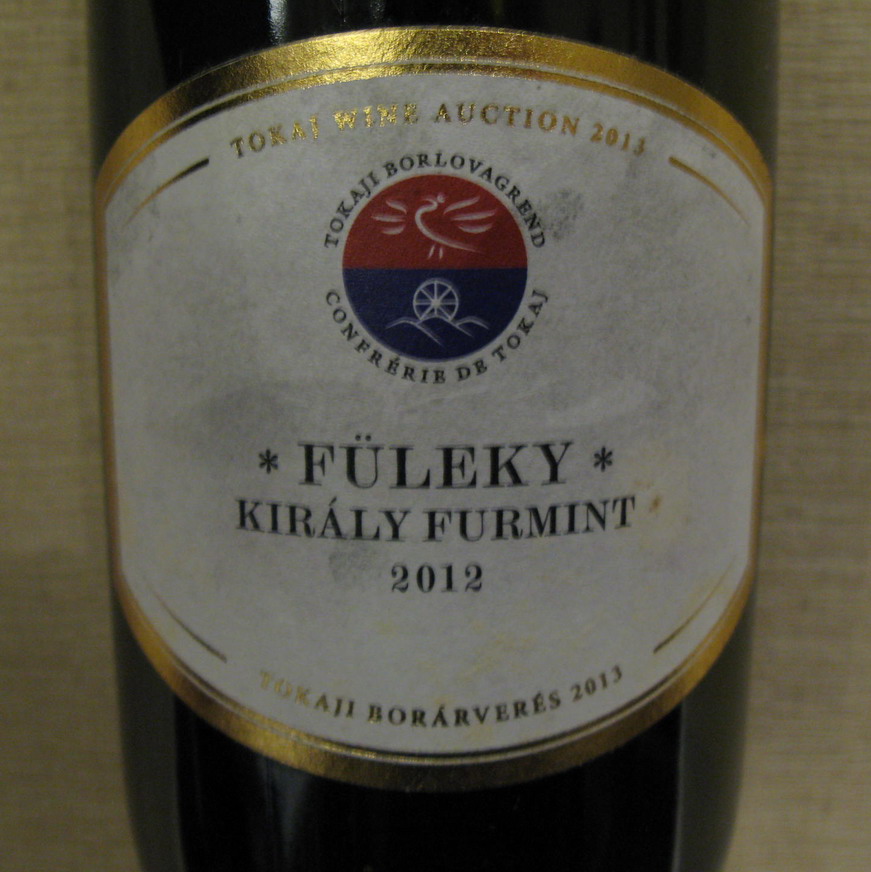 TOKAJ WINE AUCTION 2013
TOKAJI BORLOVAGREND
CONFRÉRIE DE TOKAJ
* FÜLEKY *
KIRÁLY FURMINT
2012
TOKAJI BORÁRVERÉS 2013